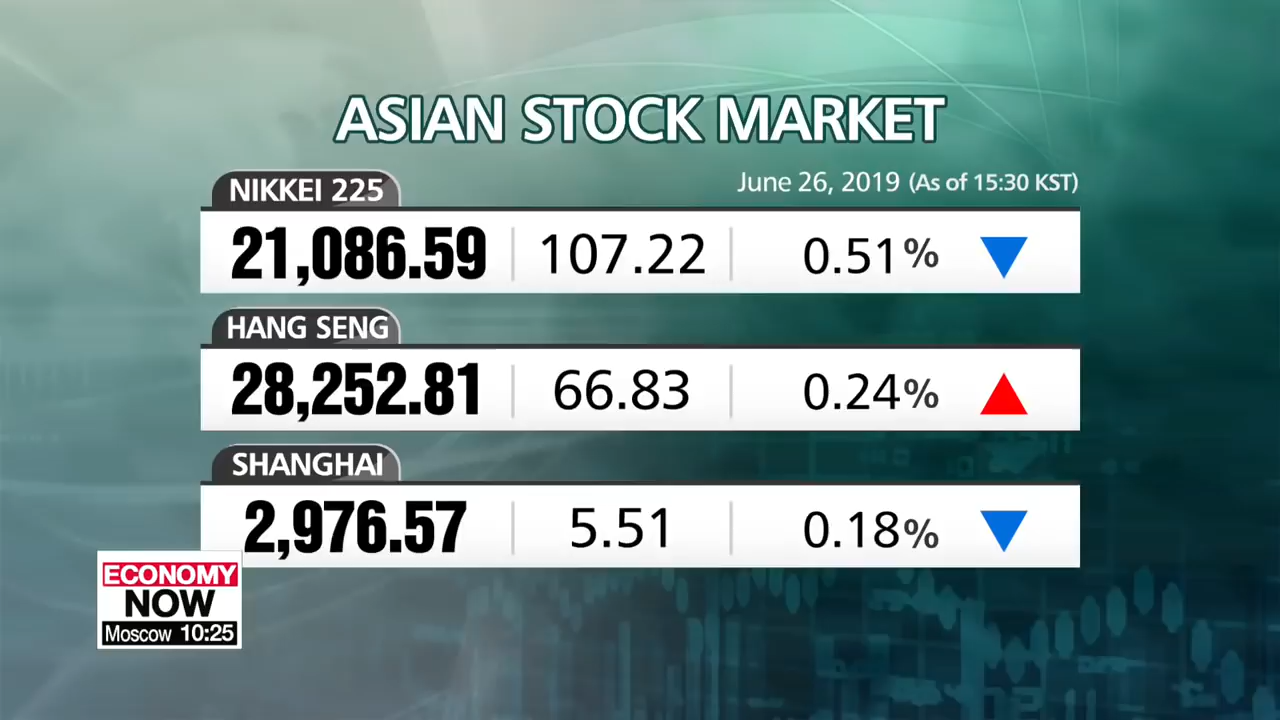 ASIAN STOCK MARKET
June 26, 2019 (As of 15:30 KST)
NIKKEI 225
21,086.59 107.22 0.51% ▼
HANG SENG
28,252.81 66.83 0.24% ▲
SHANGHAI
2,976.57 5.51 0.18% ▼
ECONOMY
NOW
Moscow 10:25